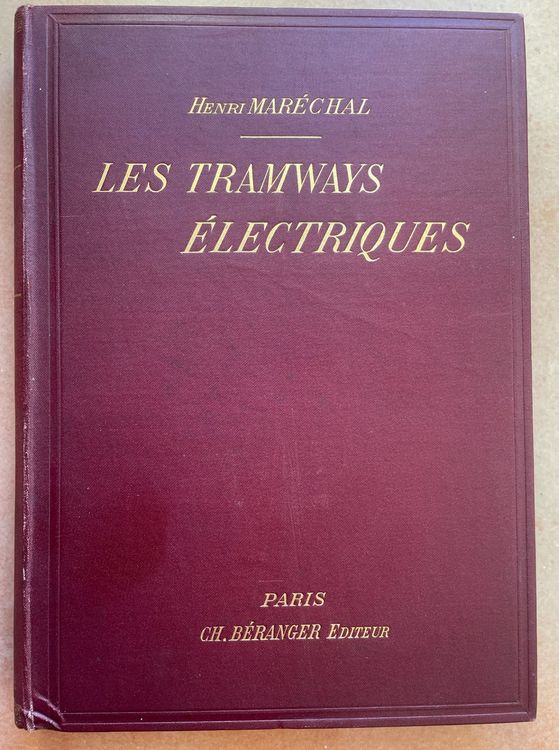 Henri MARÉCHAL
LES TRAMWAYS
ÉLECTRIQUES
PARIS
CH. BÉRANGER Editeur